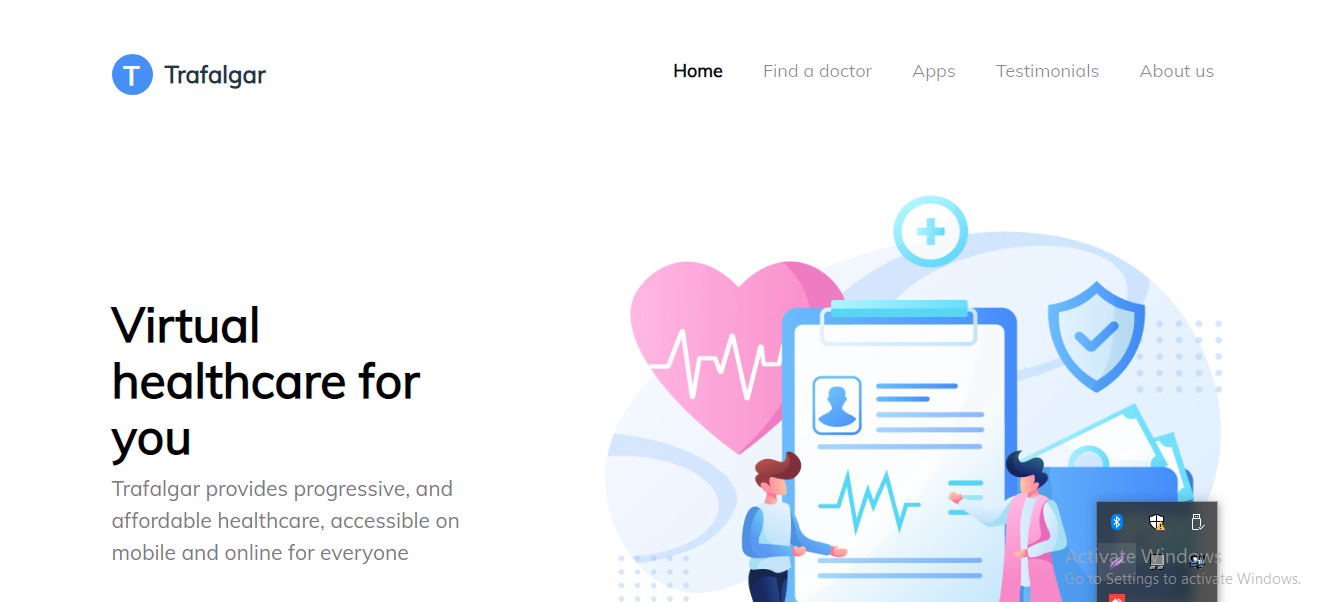 T Trafalgar
Home Find a doctor Apps Testimonials About us
Virtual
healthcare for
you
Trafalgar provides progressive, and
affordable healthcare, accessible on
mobile and online for everyone
Activate Windows
Go to Settings to activate Windows.